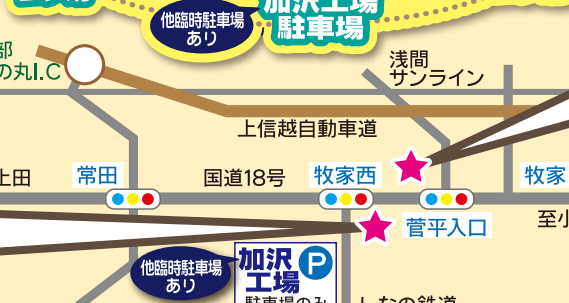 加沢工場
駐車場
他臨時駐車場
あり
部
の丸I.C
浅間
サンライン
上信越自動車道
上田
常田
国道18号
牧家西
牧家
菅平入口
至小
他臨時駐車場
あり
加沢
工場
P
駐車場のみ
しなの鉄道